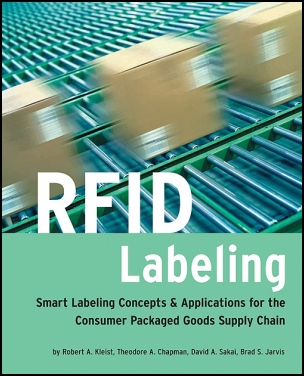 RFID
Labeling
Smart Labeling Concepts & Applications for the
Consumer Packaged Goods Supply Chain
by Robert A. Kleist, Theodore A. Chapman, David A. Sakai, Brad S. Jarvis